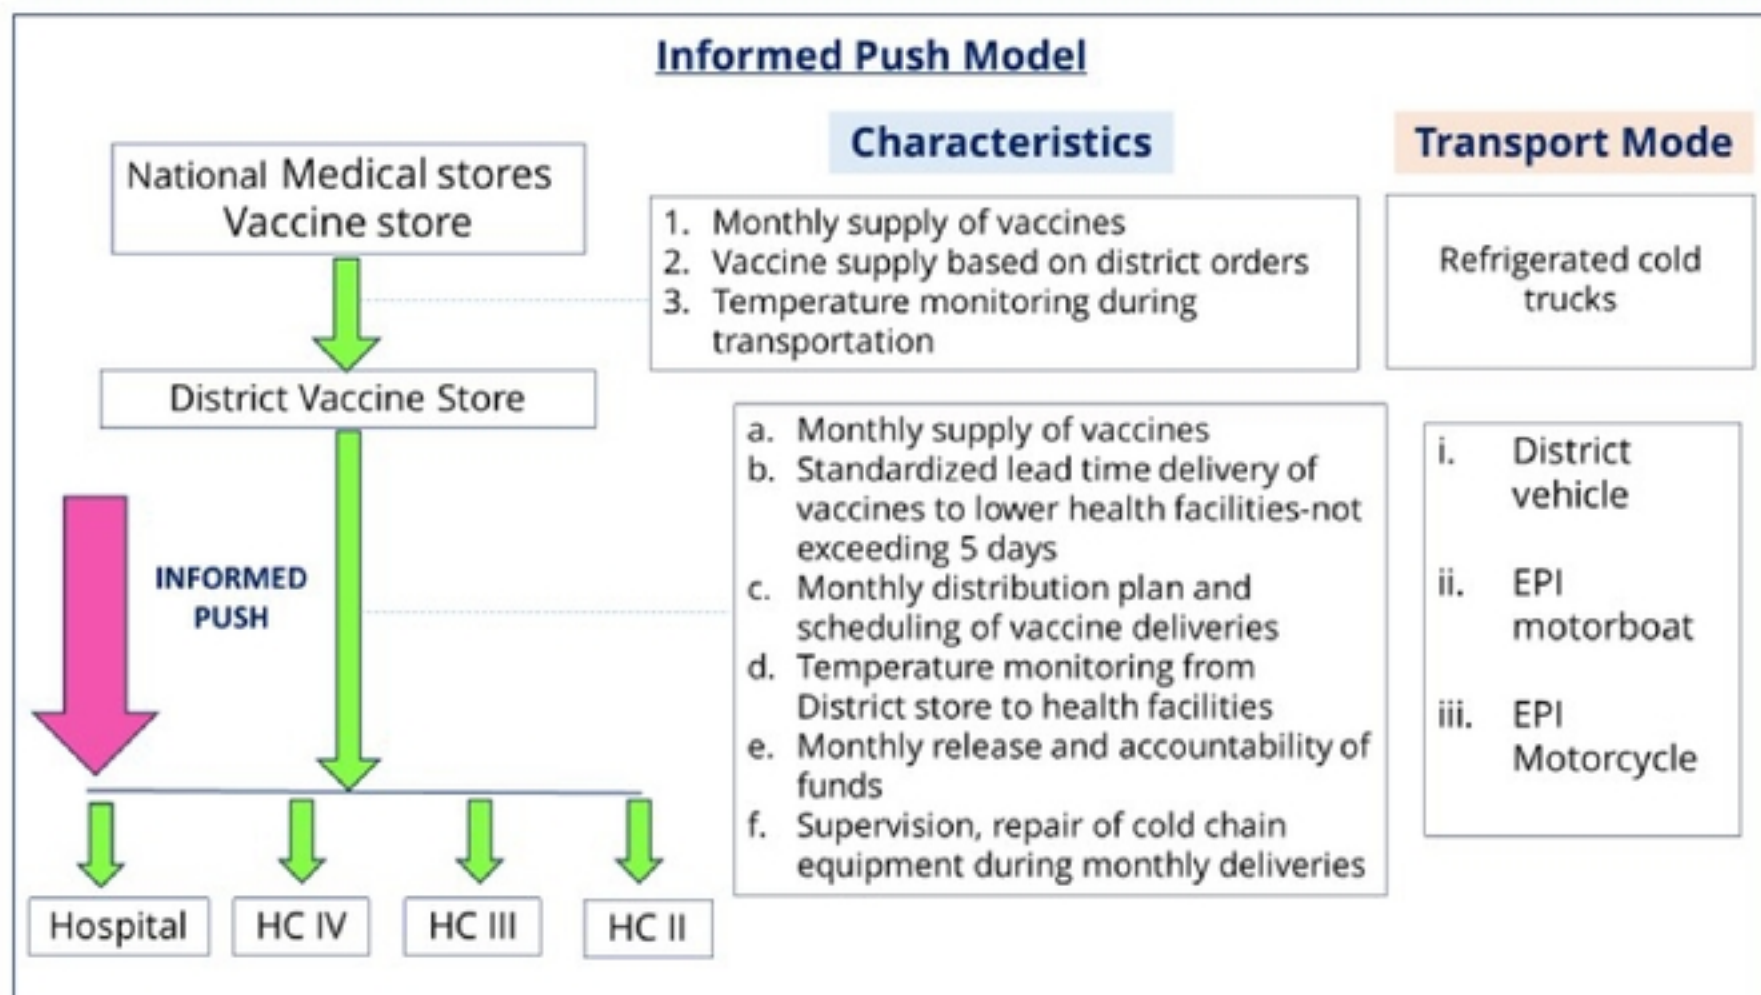 Informed Push Model
Characteristics
Transport Mode
National Medical stores
Vaccine store
1. Monthly supply of vaccines
2. Vaccine supply based on district orders
3. Temperature monitoring during
transportation
Refrigerated cold
trucks
District Vaccine Store
a. Monthly supply of vaccines
b. Standardized lead time delivery of
vaccines to lower health facilities-not
exceeding 5 days
c. Monthly distribution plan and
scheduling of vaccine deliveries
d. Temperature monitoring from
District store to health facilities
e. Monthly release and accountability of
funds
f. Supervision, repair of cold chain
equipment during monthly deliveries
i. District
vehicle
ii. EPI
motorboat
iii. EPI
Motorcycle
INFORMED
PUSH
Hospital
HC IV
HC III
HC II